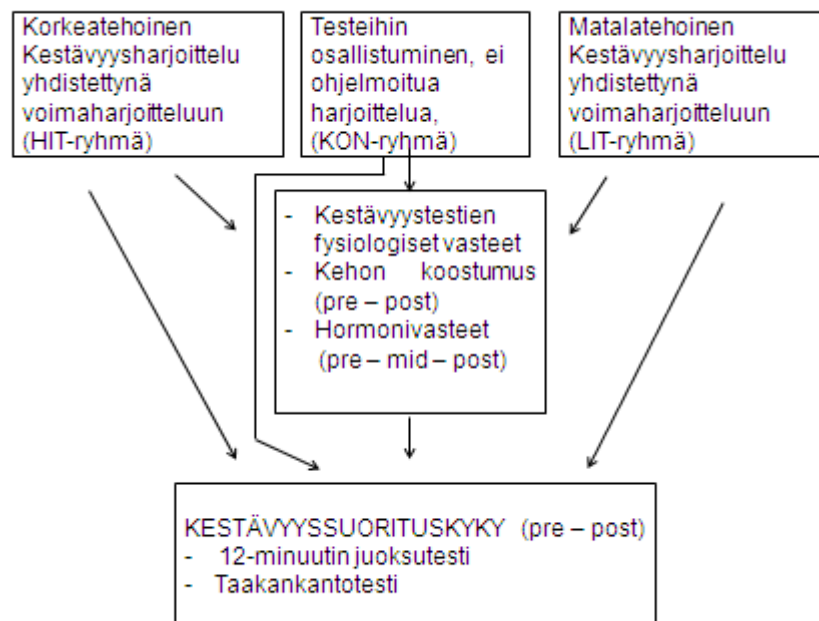 Korkeatehoinen
Kestävyysharjoittelu
yhdistettynä
voimaharjoitteluun
(HIT-ryhmä)
Testeihin
osallistuminen, ei
ohjelmoitua
harjoittelua,
(KON-ryhmä)
Matalatehoinen
Kestävyysharjoittelu
yhdistettynä
voimaharjoitteluun
(LIT-ryhmä)
- Kestävyystestien
fysiologiset vasteet
- Kehon koostumus
(pre – post)
- Hormonivasteet
(pre – mid – post)
KESTÄVYYSSUORITUSKYKY (pre – post)
- 12-minuutin juoksutesti
- Taakankantotesti